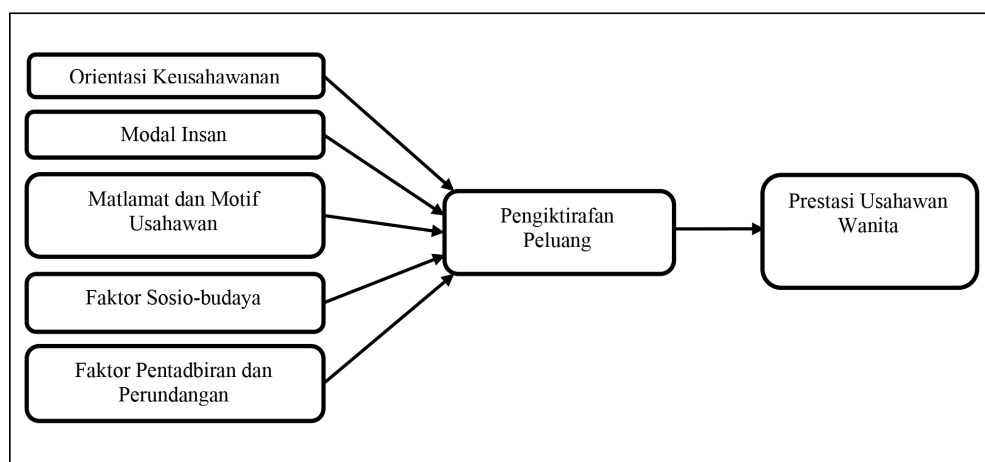 Orientasi Keusahawanan
Modal Insan
Matlamat dan Motif
Usahawan
Faktor Sosio-budaya
Faktor Pentadbiran dan
Perundangan
Pengiktirafan
Peluang
Prestasi Usahawan
Wanita